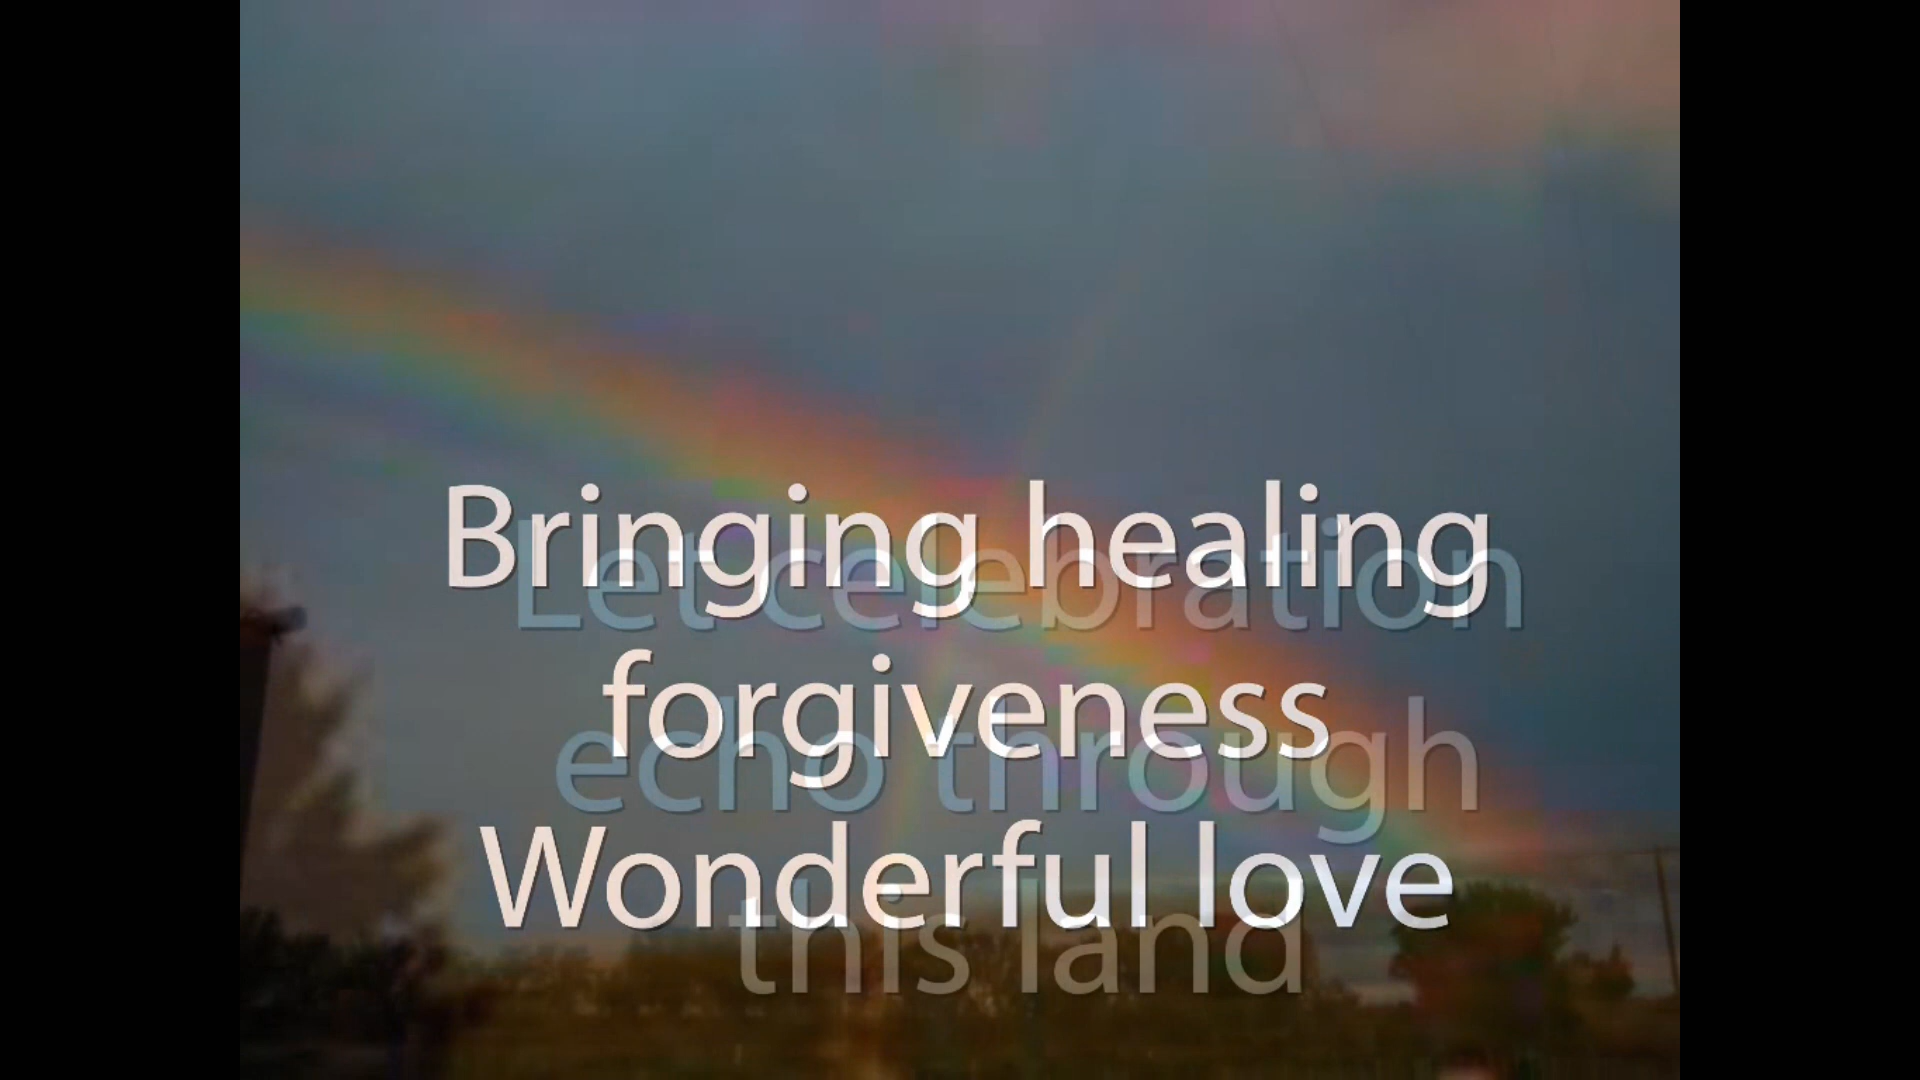 Bringing healing
Let celebration
forgiveness
echo through
Wonderful love
this land